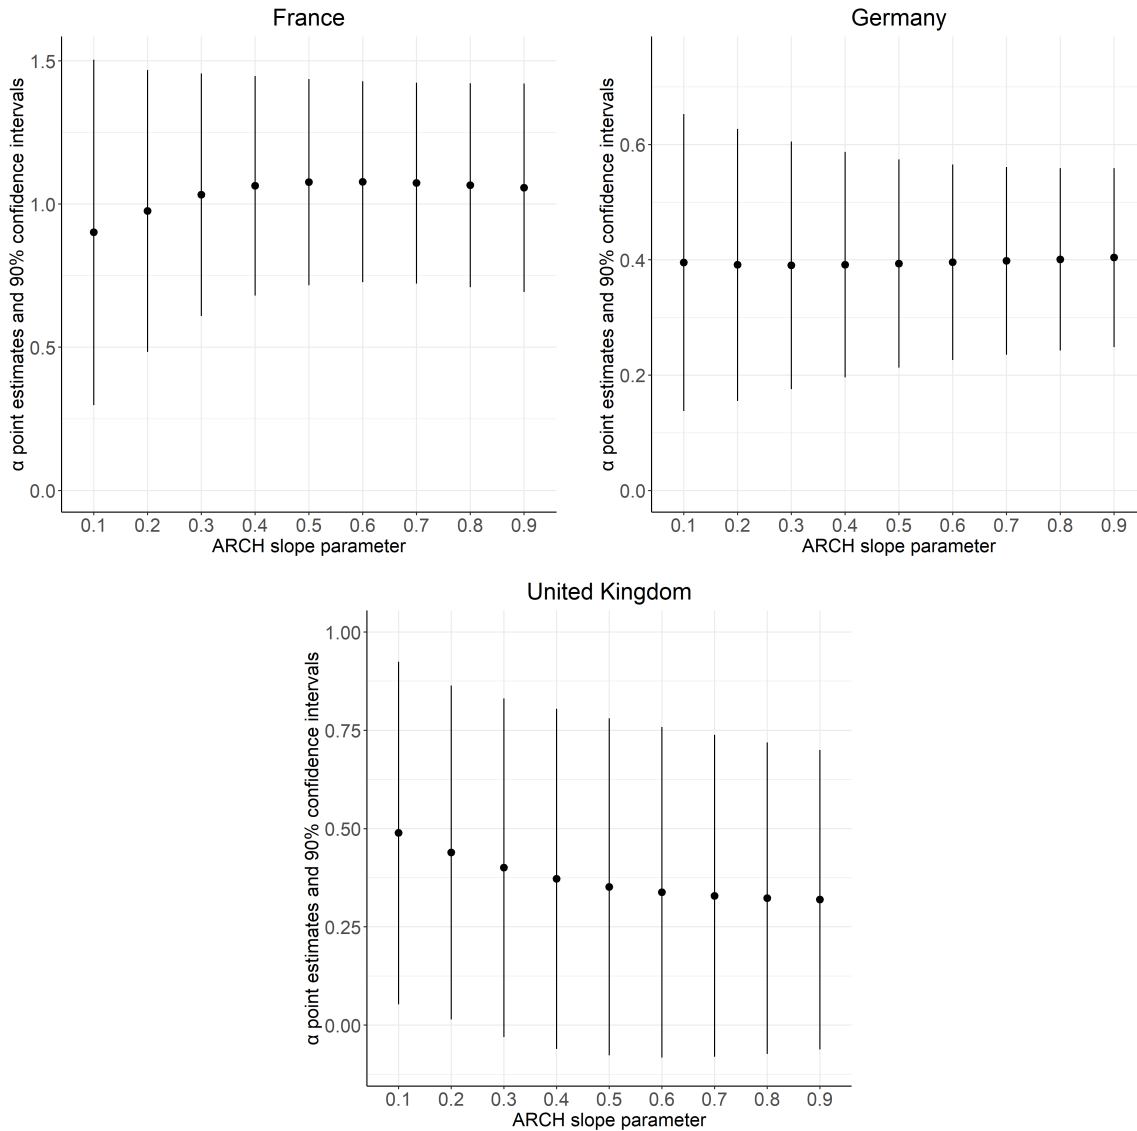 France
α point estimates and 90% confidence intervals
1.5
1.0
0.5
0.0
0.1 0.2 0.3 0.4 0.5 0.6 0.7 0.8 0.9
ARCH slope parameter
Germany
α point estimates and 90% confidence intervals
0.6
0.4
0.2
0.0
0.1 0.2 0.3 0.4 0.5 0.6 0.7 0.8 0.9
ARCH slope parameter
United Kingdom
α point estimates and 90% confidence intervals
1.00
0.75
0.50
0.25
0.00
0.1 0.2 0.3 0.4 0.5 0.6 0.7 0.8 0.9
ARCH slope parameter